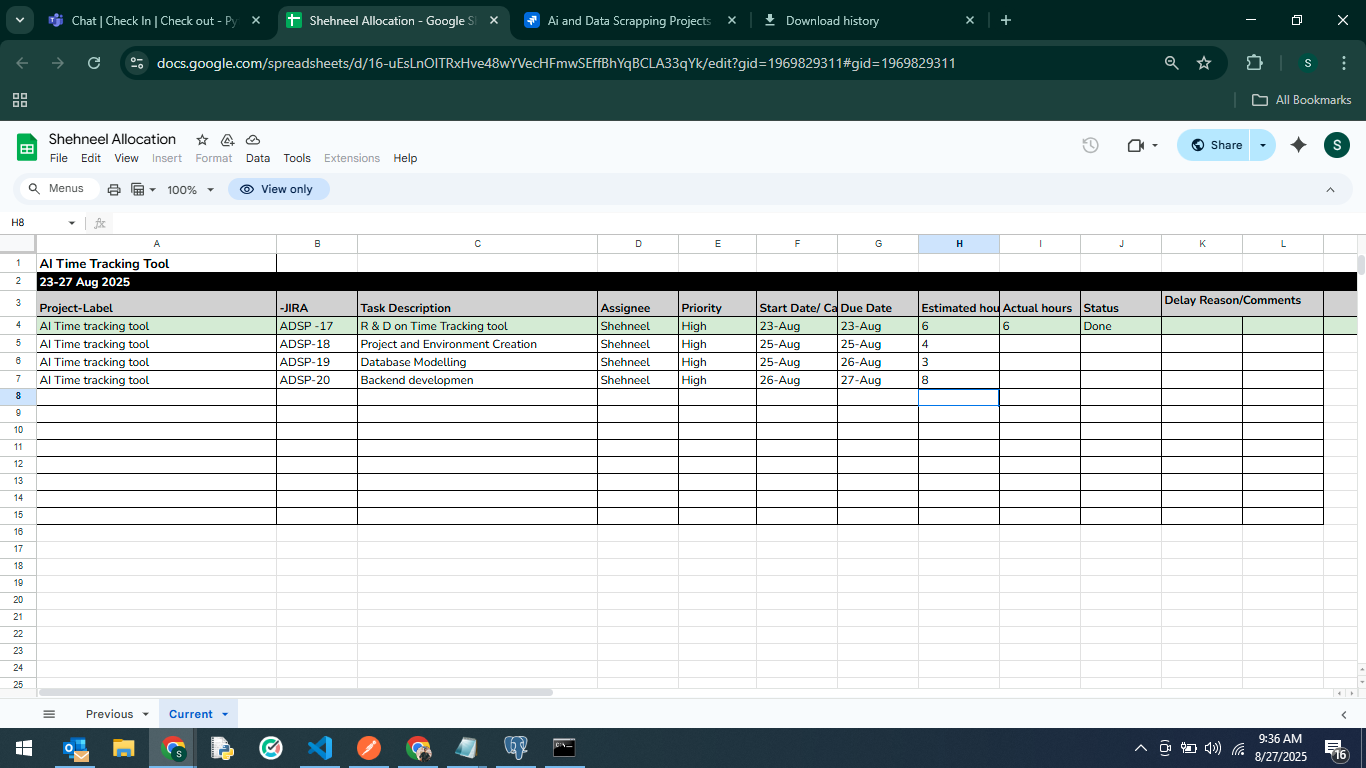 Chat | Check In | Check out - Py
Shehneel Allocation - Google S
Ai and Data Scrapping Projects
Download history
docs.google.com/spreadsheets/d/16-uEsLnOITRxHve48wYVecHFmwSEffBhYqBCLA33qYk/edit?gid=1969829311#gid=1969829311
S
All Bookmarks
Shehneel Allocation
File Edit View Insert Format Data Tools Extensions Help
Share
S
Menus
100%
View only
H8
fx
A B C D E F G H I J K L
1 AI Time Tracking Tool
2 23-27 Aug 2025
3 Project-Label -JIRA Task Description Assignee Priority Start Date/ Ca Due Date Estimated hou Actual hours Status Delay Reason/Comments
4 AI Time tracking tool ADSP -17 R & D on Time Tracking tool Shehneel High 23-Aug 23-Aug 6 6 Done
5 AI Time tracking tool ADSP-18 Project and Environment Creation Shehneel High 25-Aug 25-Aug 4
6 AI Time tracking tool ADSP-19 Database Modelling Shehneel High 25-Aug 26-Aug 3
7 AI Time tracking tool ADSP-20 Backend developmen Shehneel High 26-Aug 27-Aug 8
8
9
10
11
12
13
14
15
16
17
18
19
20
21
22
23
24
25
Previous Current
S
9:36 AM
8/27/2025
16